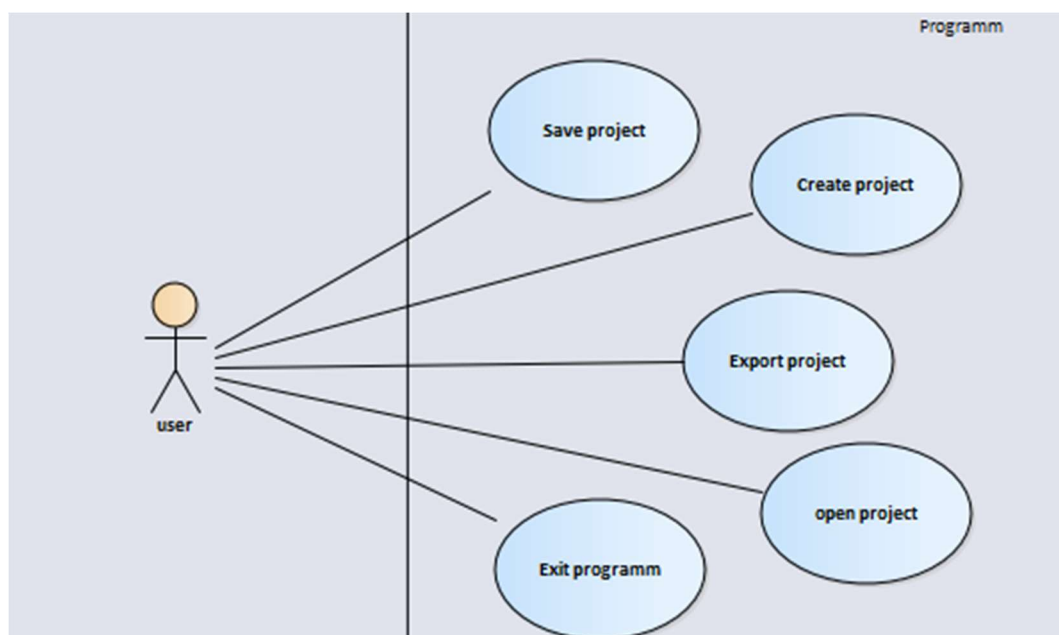 Programm
Save project
Create project
Export project
user
open project
Exit programm